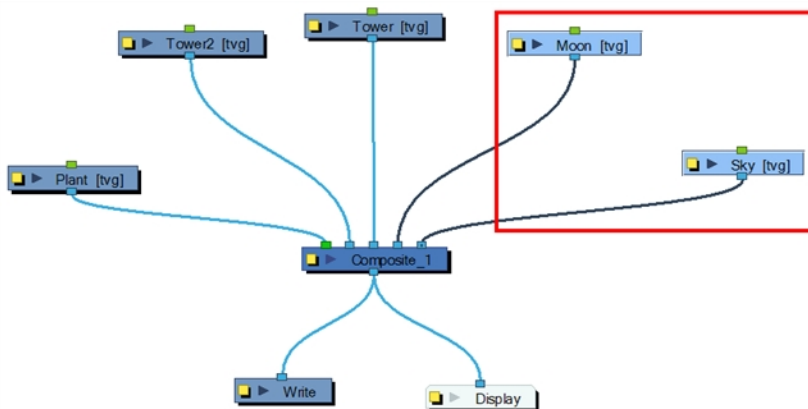 Tower [tvg]
Tower2 [tvg]
Moon [tvg]
Sky [tvg]
Plant [tvg]
Composite_1
Write
Display